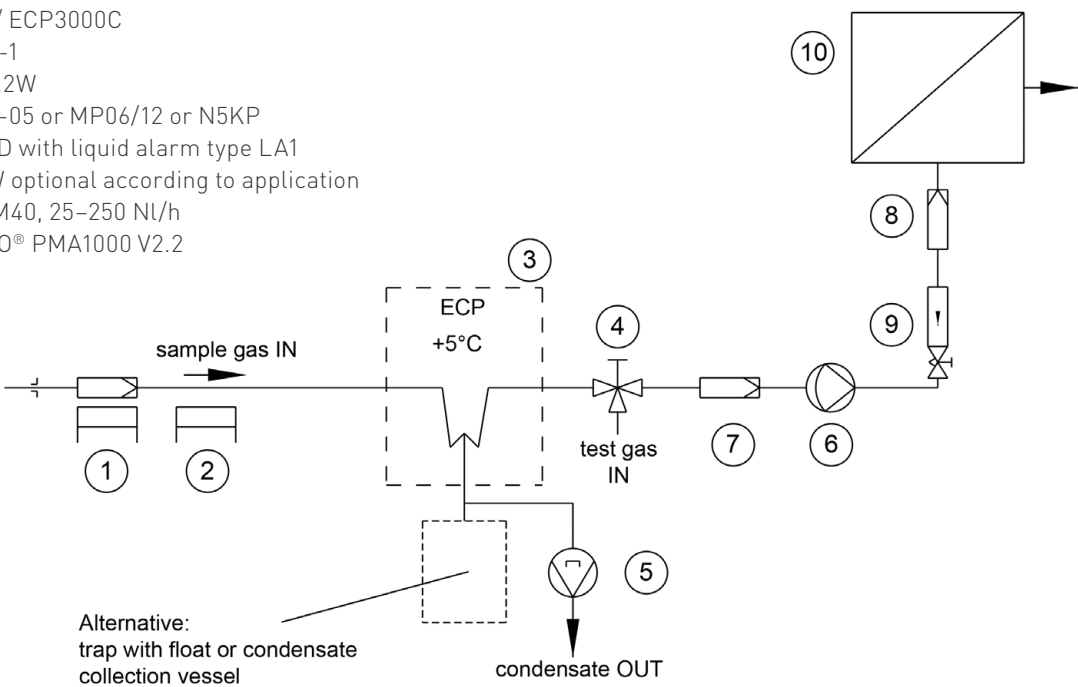 / ECP3000C
-1
.2W
-05 or MP06/12 or N5KP
D with liquid alarm type LA1
optional according to application
M40, 25–250 Nl/h
O® PMA1000 V2.2
10
8
3
ECP
+5°C
4
9
sample gas IN
test gas
IN
1
2
7
6
5
Alternative:
trap with float or condensate
collection vessel
condensate OUT